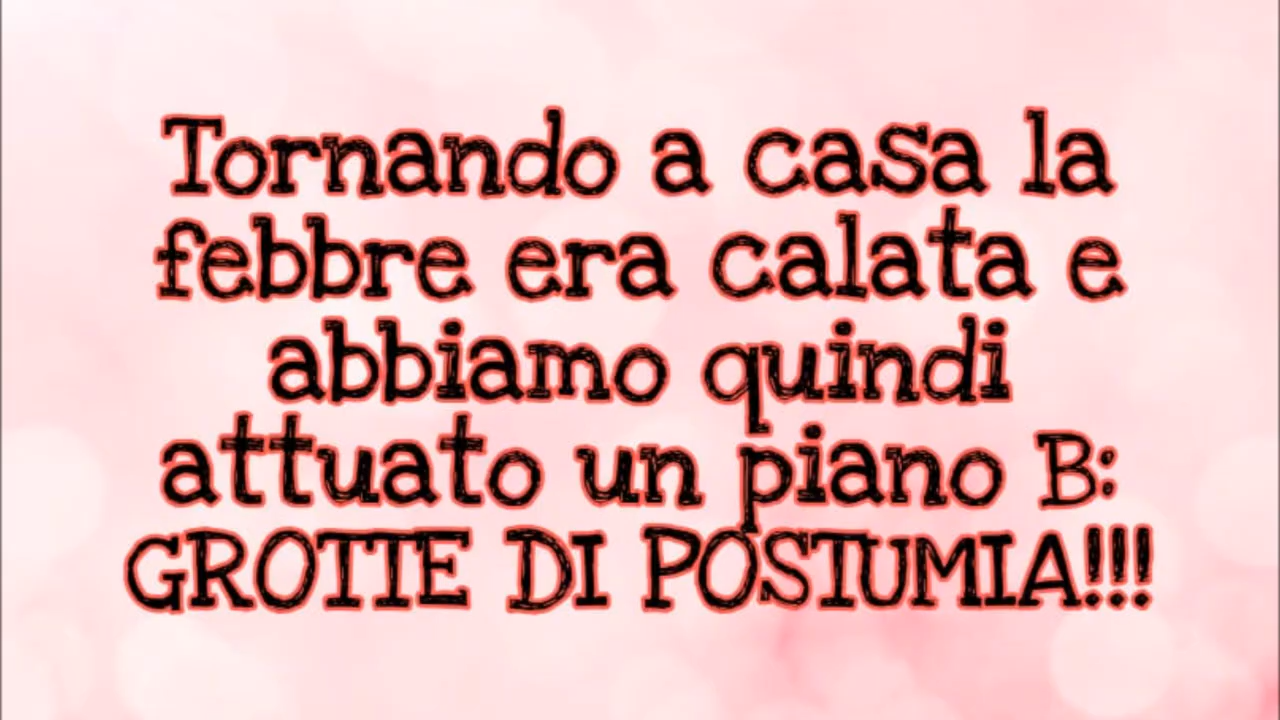 Tornando a casa la
febbre era calata e
abbiamo quindi
attuato un piano B:
GROTTE DI POSTUMIA!!!